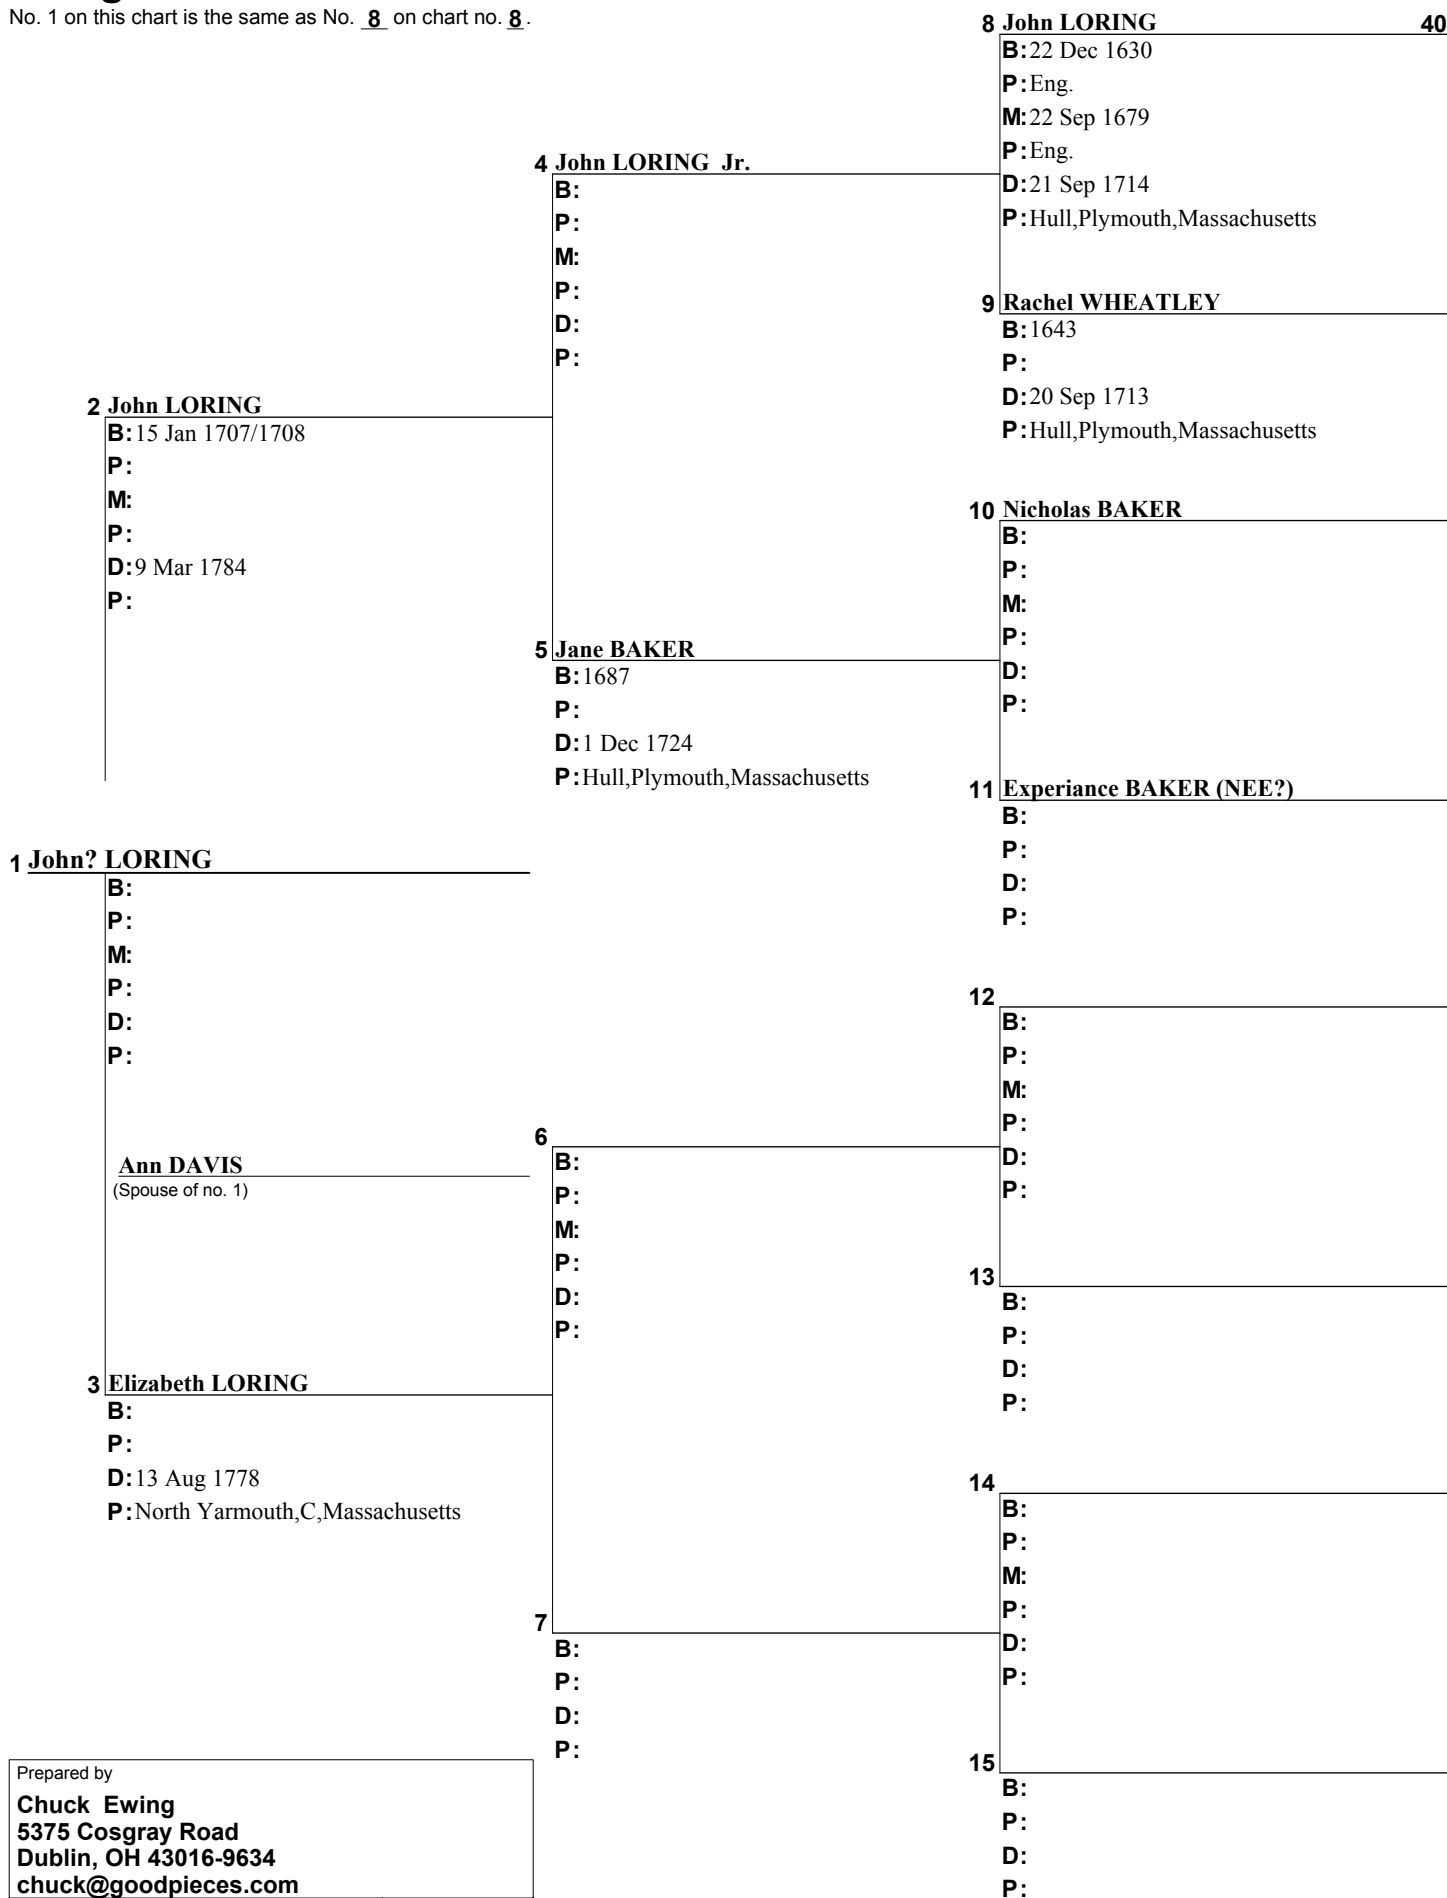 No. 1 on this chart is the same as No. 8 on chart no. 8.
8 John LORING 40
B:22 Dec 1630
P:Eng.
M:22 Sep 1679
P:Eng.
D:21 Sep 1714
P:Hull,Plymouth,Massachusetts
4 John LORING Jr.
B:
P:
M:
P:
D:
P:
9 Rachel WHEATLEY
B:1643
P:
D:20 Sep 1713
P:Hull,Plymouth,Massachusetts
2 John LORING
B:15 Jan 1707/1708
P:
M:
P:
D:9 Mar 1784
P:
10 Nicholas BAKER
B:
P:
M:
P:
D:
P:
5 Jane BAKER
B:1687
P:
D:1 Dec 1724
P:Hull,Plymouth,Massachusetts
11 Experiance BAKER (NEE?)
B:
P:
D:
P:
1 John? LORING
B:
P:
M:
P:
D:
P:
Ann DAVIS
(Spouse of no. 1)
12
B:
P:
M:
P:
D:
P:
6
B:
P:
M:
P:
D:
P:
13
B:
P:
D:
P:
3 Elizabeth LORING
B:
P:
D:13 Aug 1778
P:North Yarmouth,C,Massachusetts
14
B:
P:
M:
P:
D:
P:
7
B:
P:
D:
P:
15
B:
P:
D:
P:
Prepared by
Chuck Ewing
5375 Cosgray Road
Dublin, OH 43016-9634
chuck@goodpieces.com